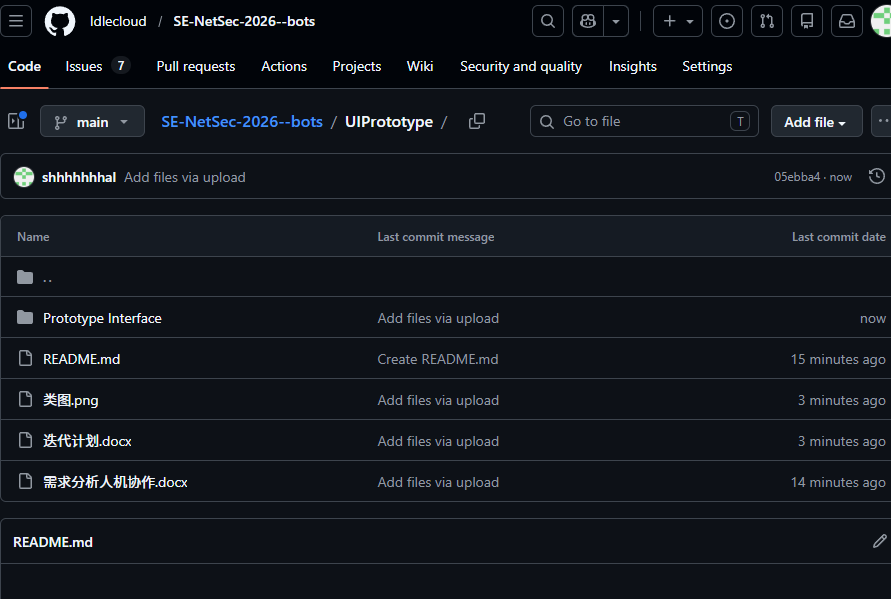 Idlecloud / SE-NetSec-2026--bots
Code Issues 7 Pull requests Actions Projects Wiki Security and quality Insights Settings
main SE-NetSec-2026--bots / UIPrototype / Go to file T Add file
shhhhhhhal Add files via upload 05ebba4 · now
Name Last commit message Last commit date
..
Prototype Interface Add files via upload now
README.md Create README.md 15 minutes ago
类图.png Add files via upload 3 minutes ago
迭代计划.docx Add files via upload 3 minutes ago
需求分析人机协作.docx Add files via upload 14 minutes ago
README.md